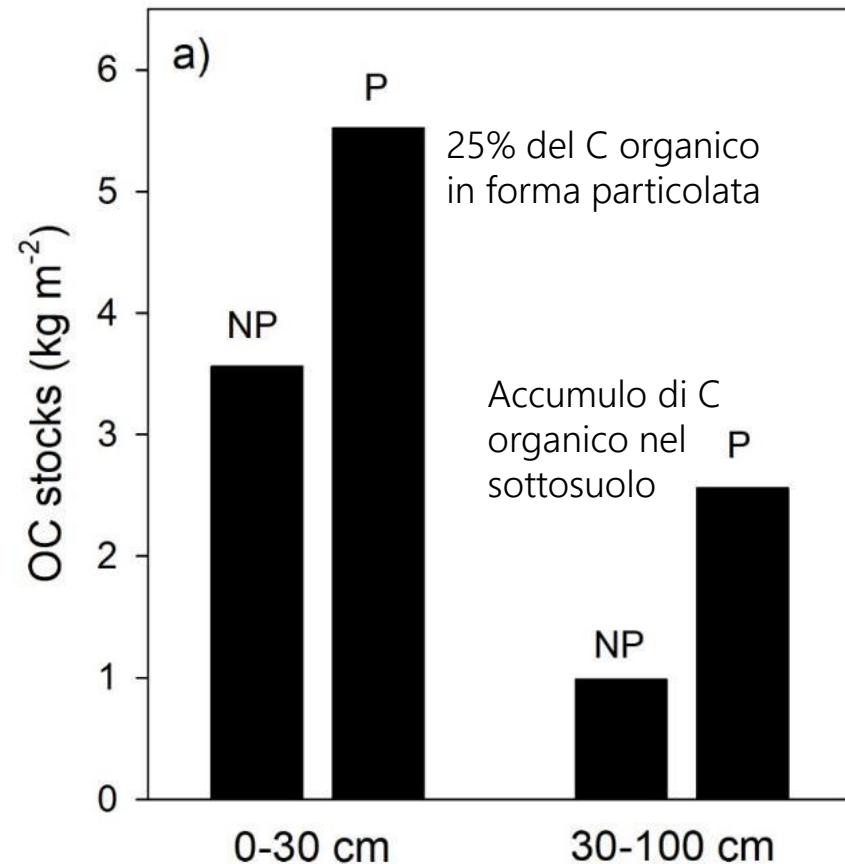 a)
6
5
4
3
2
1
0
OC stocks (kg m-2)
NP
P
25% del C organico
in forma particolata
Accumulo di C
organico nel
sottosuolo
NP
P
0-30 cm
30-100 cm